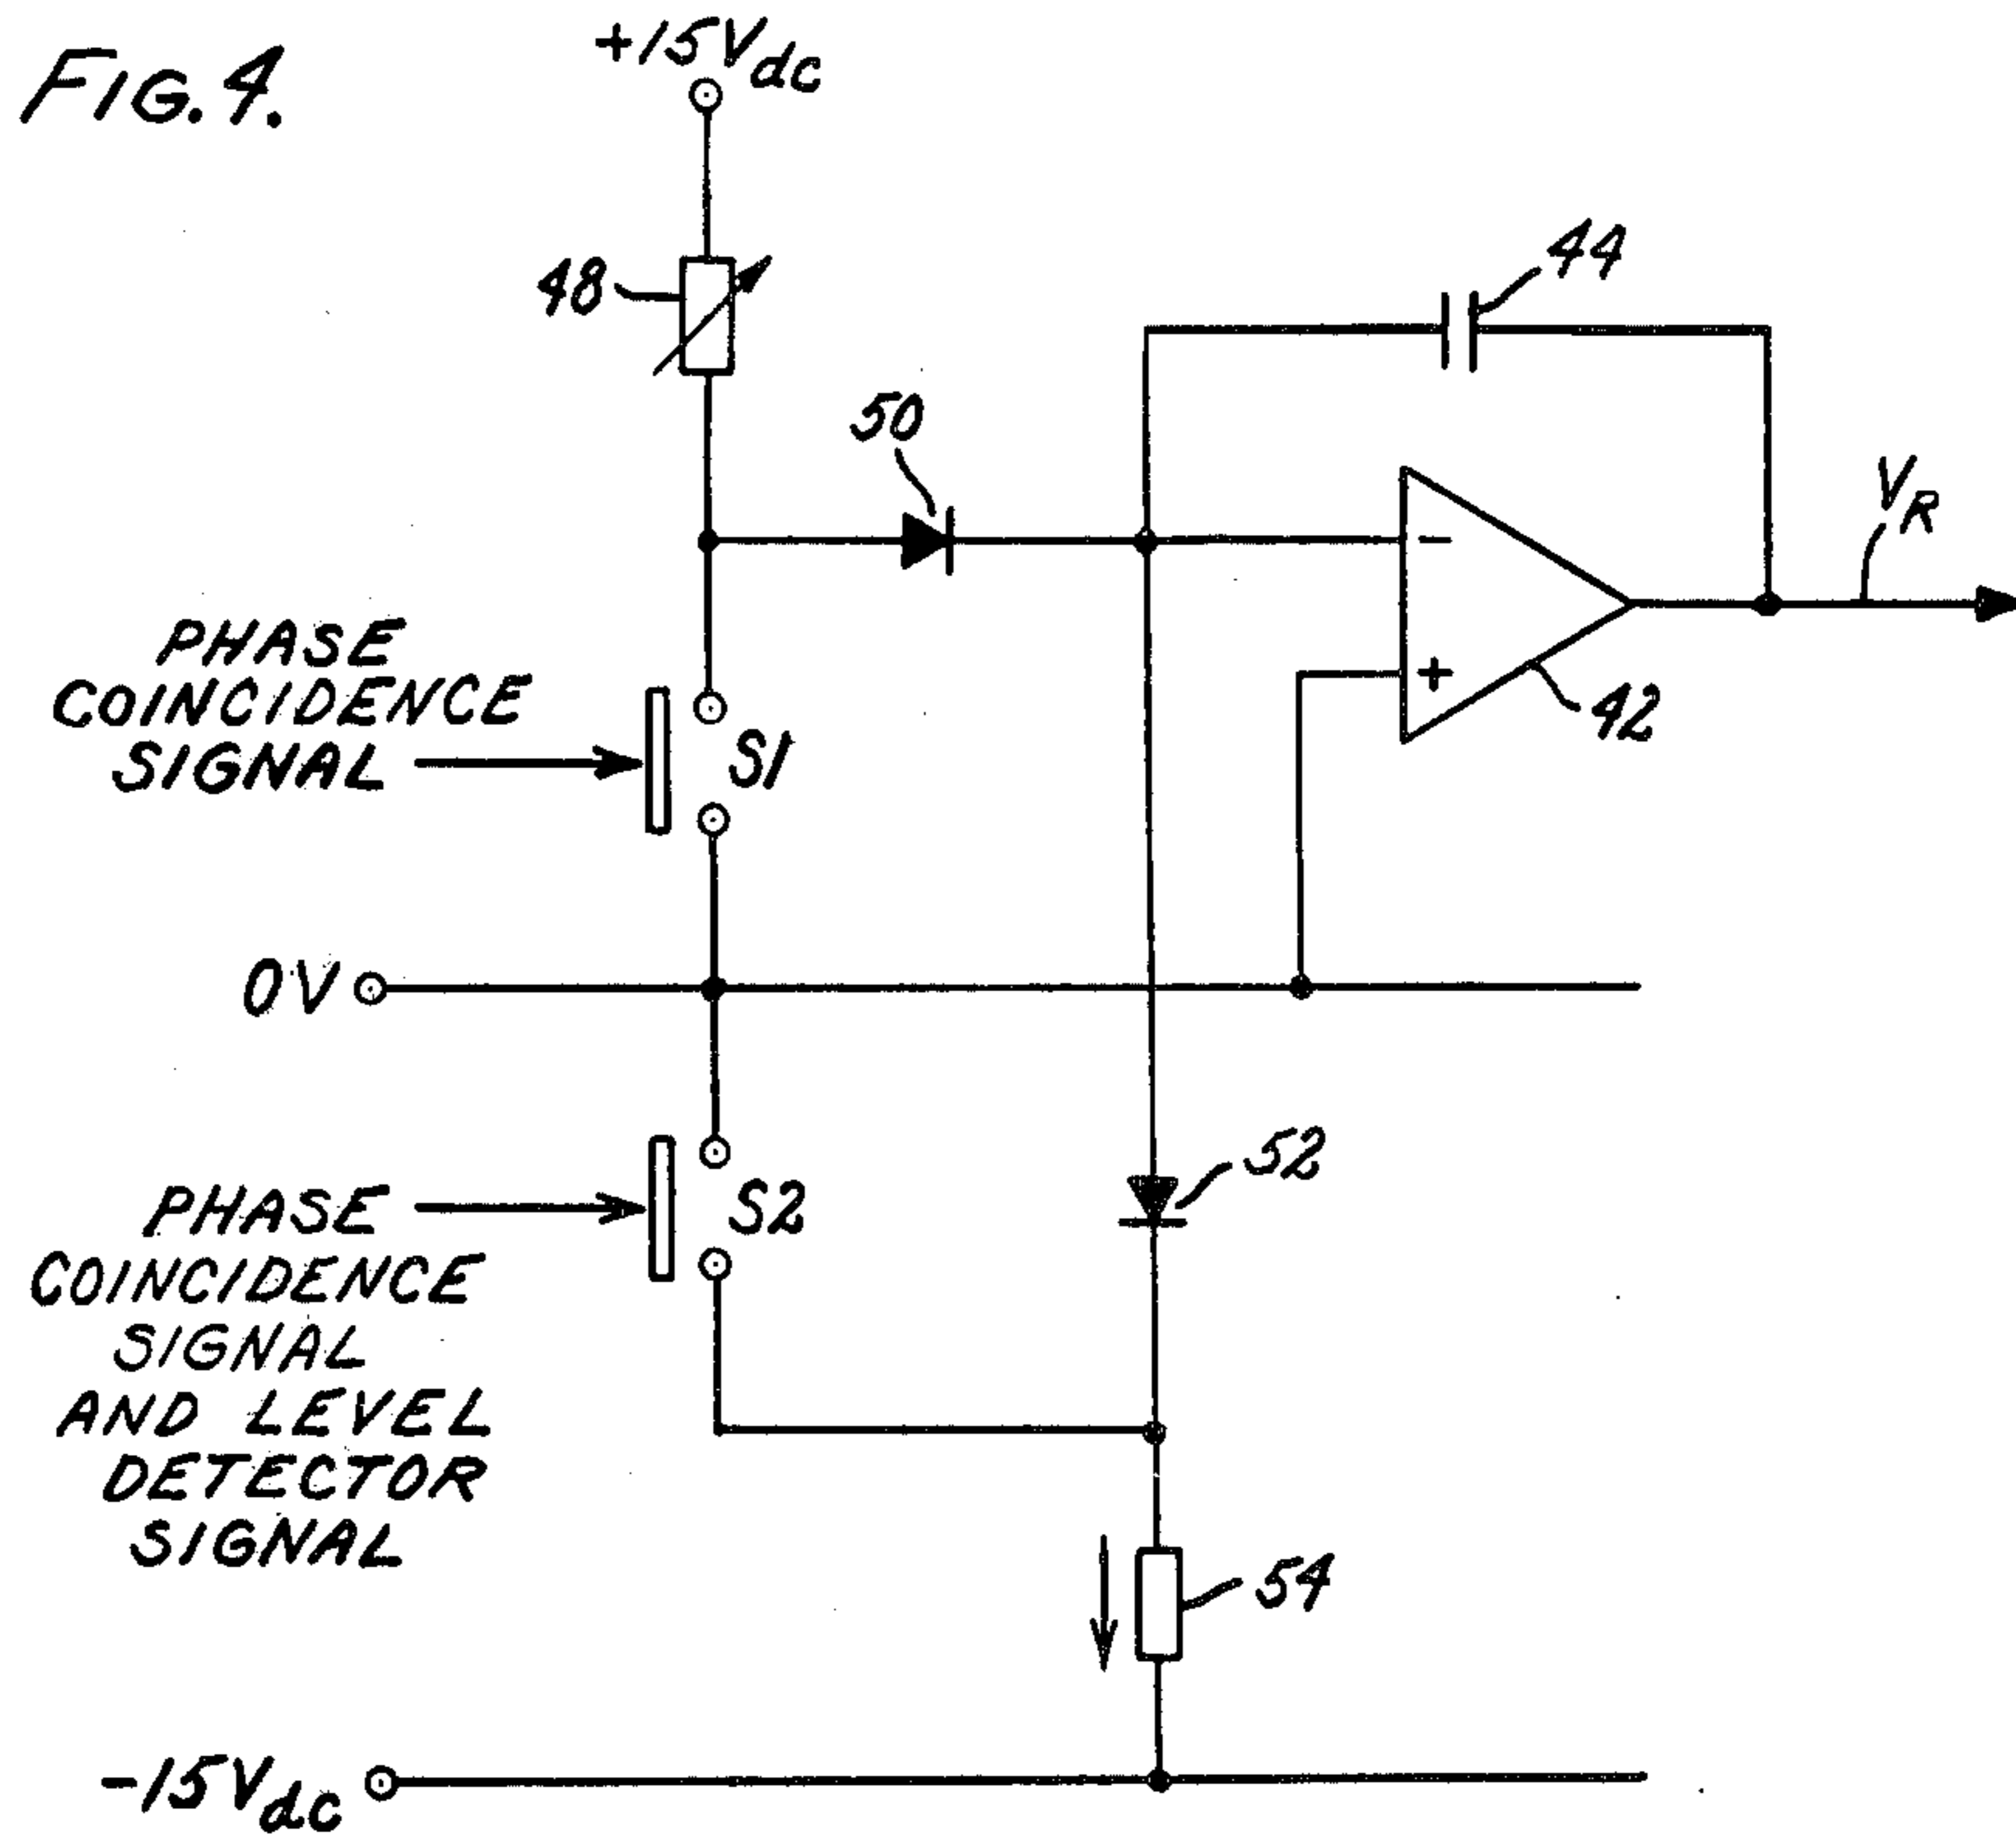 FIG. 4.
+15Vdc
48
44
50
VR
−
+
42
PHASE
COINCIDENCE
SIGNAL
S1
0V
52
S2
PHASE
COINCIDENCE
SIGNAL
AND LEVEL
DETECTOR
SIGNAL
54
-15Vdc